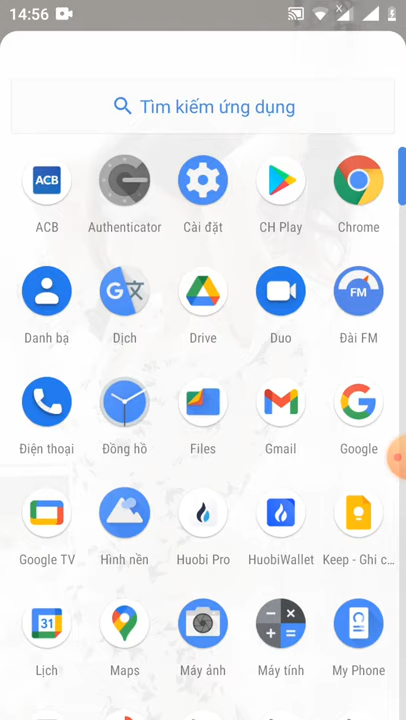 14:56
Tìm kiếm ứng dụng
ACB
ACB Authenticator Cài đặt CH Play Chrome
G文
FM
Danh bạ Dịch Drive Duo Đài FM
Điện thoại Đồng hồ Files Gmail Google
Google TV Hình nền Huobi Pro HuobiWallet Keep - Ghi c...
31
Lịch Maps Máy ảnh Máy tính My Phone